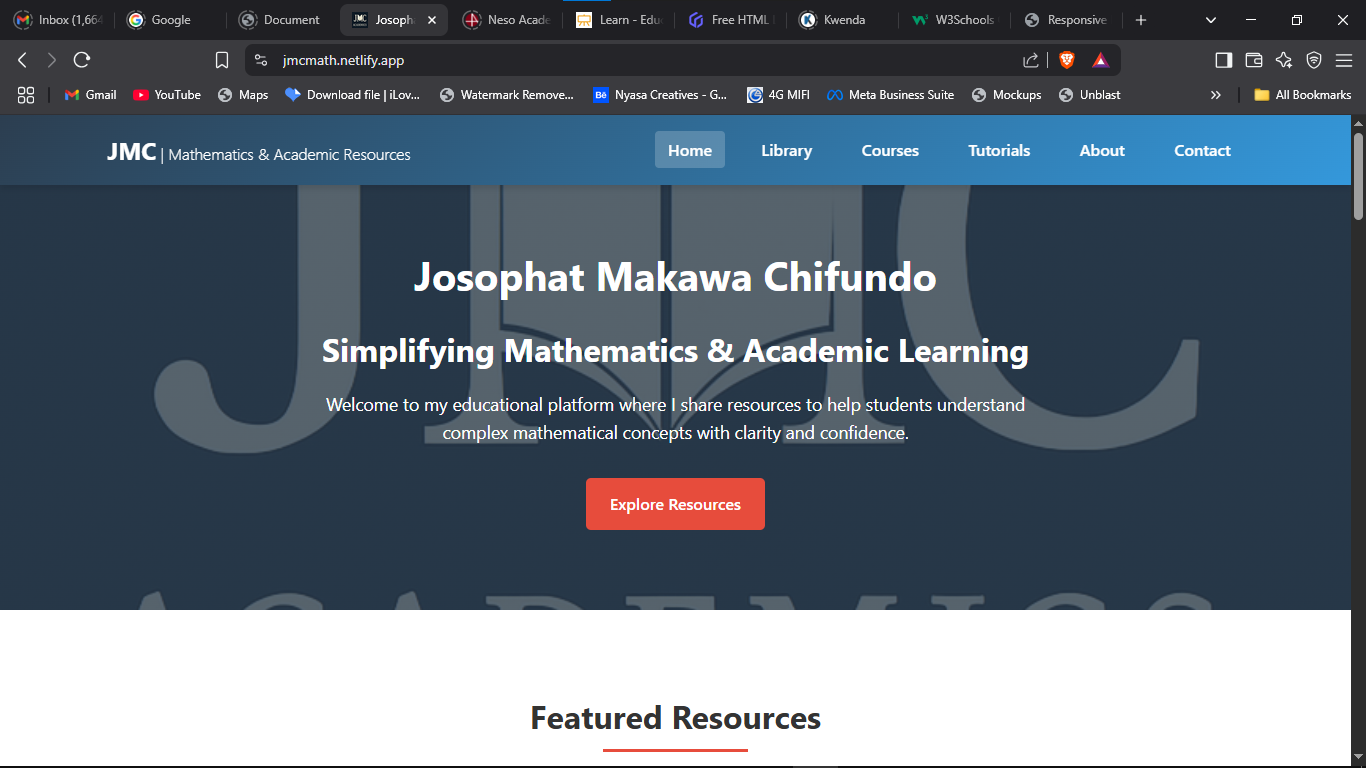 Inbox (1,664
Google
Document
Josoph
Neso Acade
Learn - Edu
Free HTML
Kwenda
W3Schools
Responsive
jmcmath.netlify.app
Gmail
YouTube
Maps
Download file | iLov...
Watermark Remove...
Bē
Nyasa Creatives - G...
4G MIFI
Meta Business Suite
Mockups
Unblast
All Bookmarks
JMC | Mathematics & Academic Resources
Home
Library
Courses
Tutorials
About
Contact
JMC
Josophat Makawa Chifundo
Simplifying Mathematics & Academic Learning
Welcome to my educational platform where I share resources to help students understand
complex mathematical concepts with clarity and confidence.
Explore Resources
ACADEMICS
Featured Resources